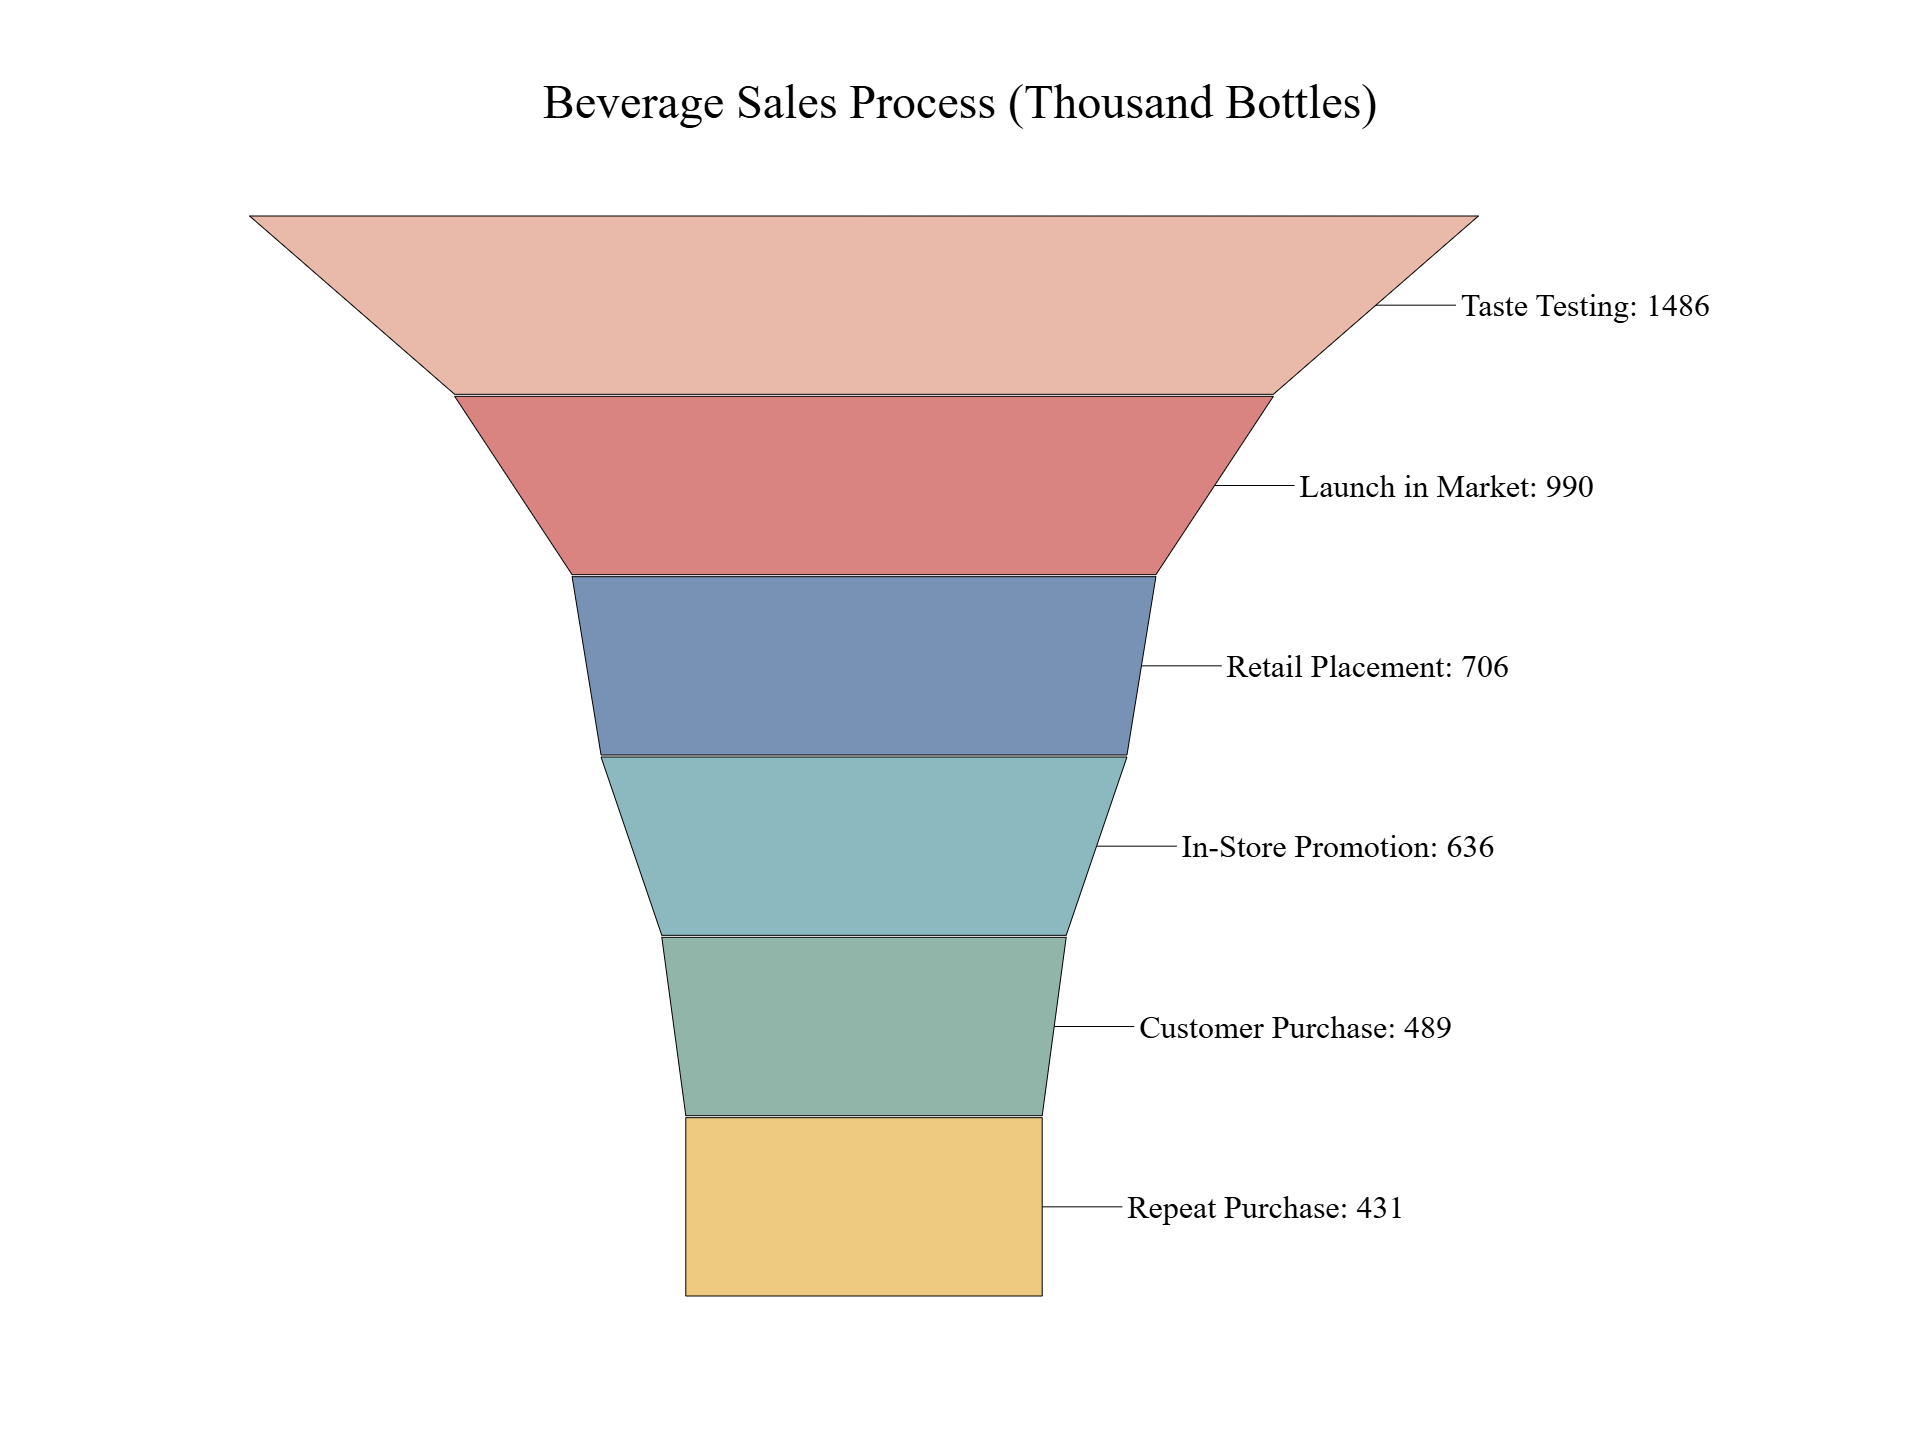 Beverage Sales Process (Thousand Bottles)
Taste Testing: 1486
Launch in Market: 990
Retail Placement: 706
In-Store Promotion: 636
Customer Purchase: 489
Repeat Purchase: 431